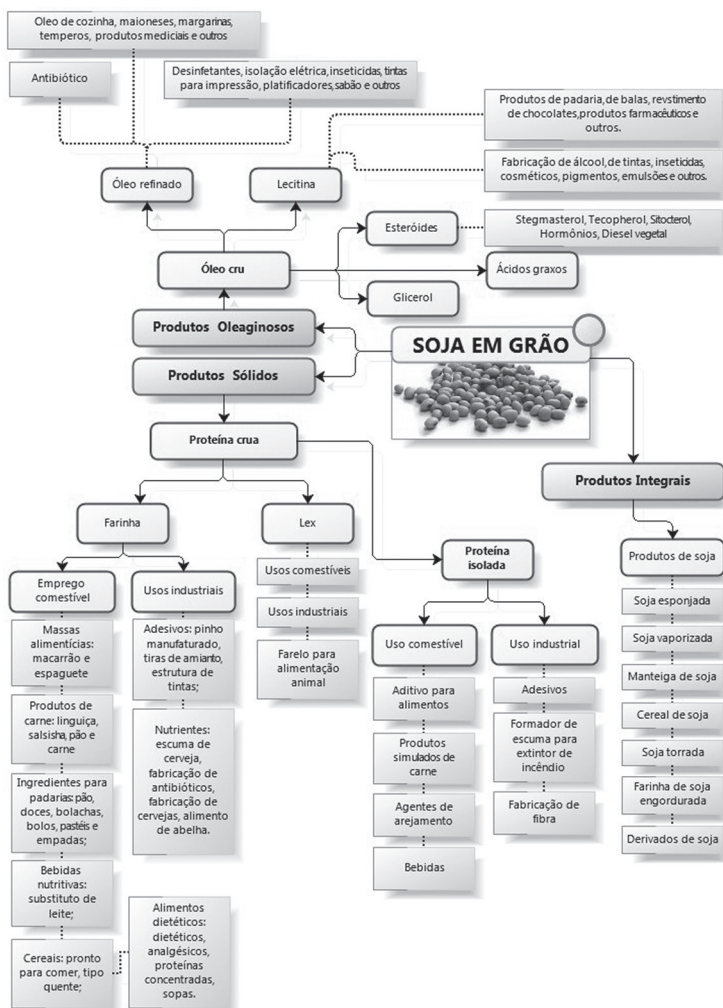 Oleo de cozinha, maioneses, margarinas,
temperos, produtos mediciais e outros
Antibiótico
Desinfetantes, isolação elétrica, inseticidas, tintas
para impressão, platificadores, sabão e outros
Produtos de padaria, de balas, revstimento
de chocolates,produtos farmacêuticos e
outros.
Fabricação de álcool, de tintas, inseticidas,
cosméticos, pigmentos, emulsões e outros.
Óleo refinado
Lecitina
Esteróides
Stegmasterol, Tecopherol, Sitocterol,
Hormônios, Diesel vegetal
Óleo cru
Ácidos graxos
Glicerol
Produtos Oleaginosos
SOJA EM GRÃO
Produtos Sólidos
Proteína crua
Produtos Integrais
Farinha
Lex
Proteína
isolada
Produtos de soja
Emprego
comestível
Usos industriais
Usos comestíveis
Usos industriais
Farelo para
alimentação
animal
Massas
alimentícias:
macarrão e
espaguete
Produtos de
carne: linguiça,
salsisha, pão e
carne
Ingredientes para
padarias: pão,
doces, bolachas,
bolos, pastéis e
empadas;
Bebidas
nutritivas:
substituto de
leite;
Cereais: pronto
para comer, tipo
quente;
Alimentos
dietéticos:
dietéticos,
analgésicos,
proteínas
concentradas,
sopas.
Adesivos: pinho
manufaturado,
tiras de amianto,
estrutura de
tintas;
Nutrientes:
escuma de
cerveja,
fabricação de
antibióticos,
fabricação de
cervejas, alimento
de abelha.
Uso comestível
Aditivo para
alimentos
Produtos
simulados de
carne
Agentes de
arejamento
Bebidas
Uso industrial
Adesivos
Formador de
escuma para
extintor de
incêndio
Fabricação de
fibra
Soja esponjada
Soja vaporizada
Manteiga de soja
Cereal de soja
Soja torrada
Farinha de soja
engordurada
Derivados de soja